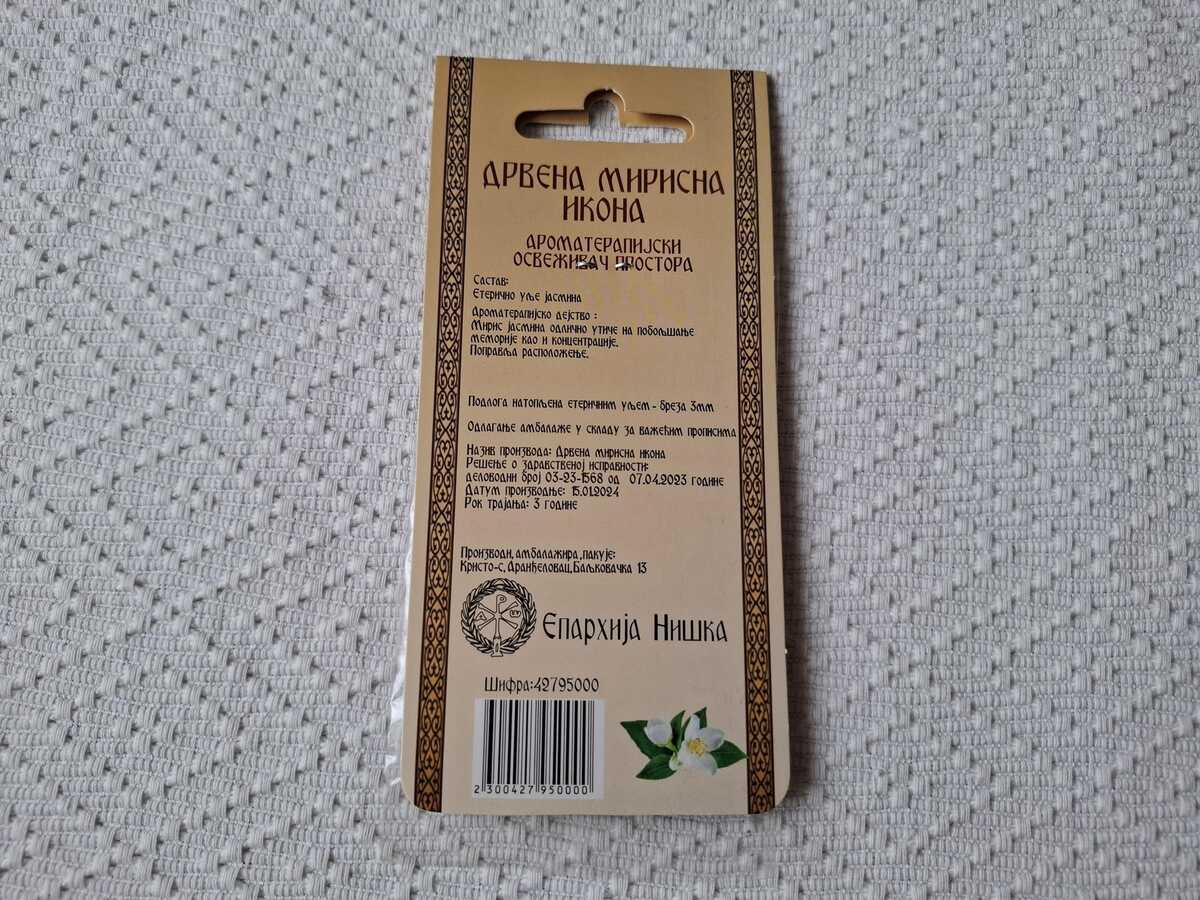 ДРВЕНА МИРИСНА
ИКОНА
АРОМАТЕРАПИЈСКИ
ОСВЕЖИВАЧ ПРОСТОРА
Састав:
Етерично уље јасмина
Ароматерапијско дејство :
Мирис јасмина одлично утиче на побољшање
меморије као и концентрације.
Поправља расположење.
Подлога натопљена етеричним уљем - бреза 3мм
Одлагање амбалаже у складу за важећим прописима
Назив производа: Дрвена мирисна икона
Решење о здравственој исправности:
деловодни број 03-23-1568 од 07.04.2023 године
Датум производње: 15.01.2024
Рок трајања: 3 године
Производи, амбалажира ,пакује:
Кристо-с, Аранђеловац, Баљковачка 13
Епархија Нишка
Шифра:42795000
2 300427 950000